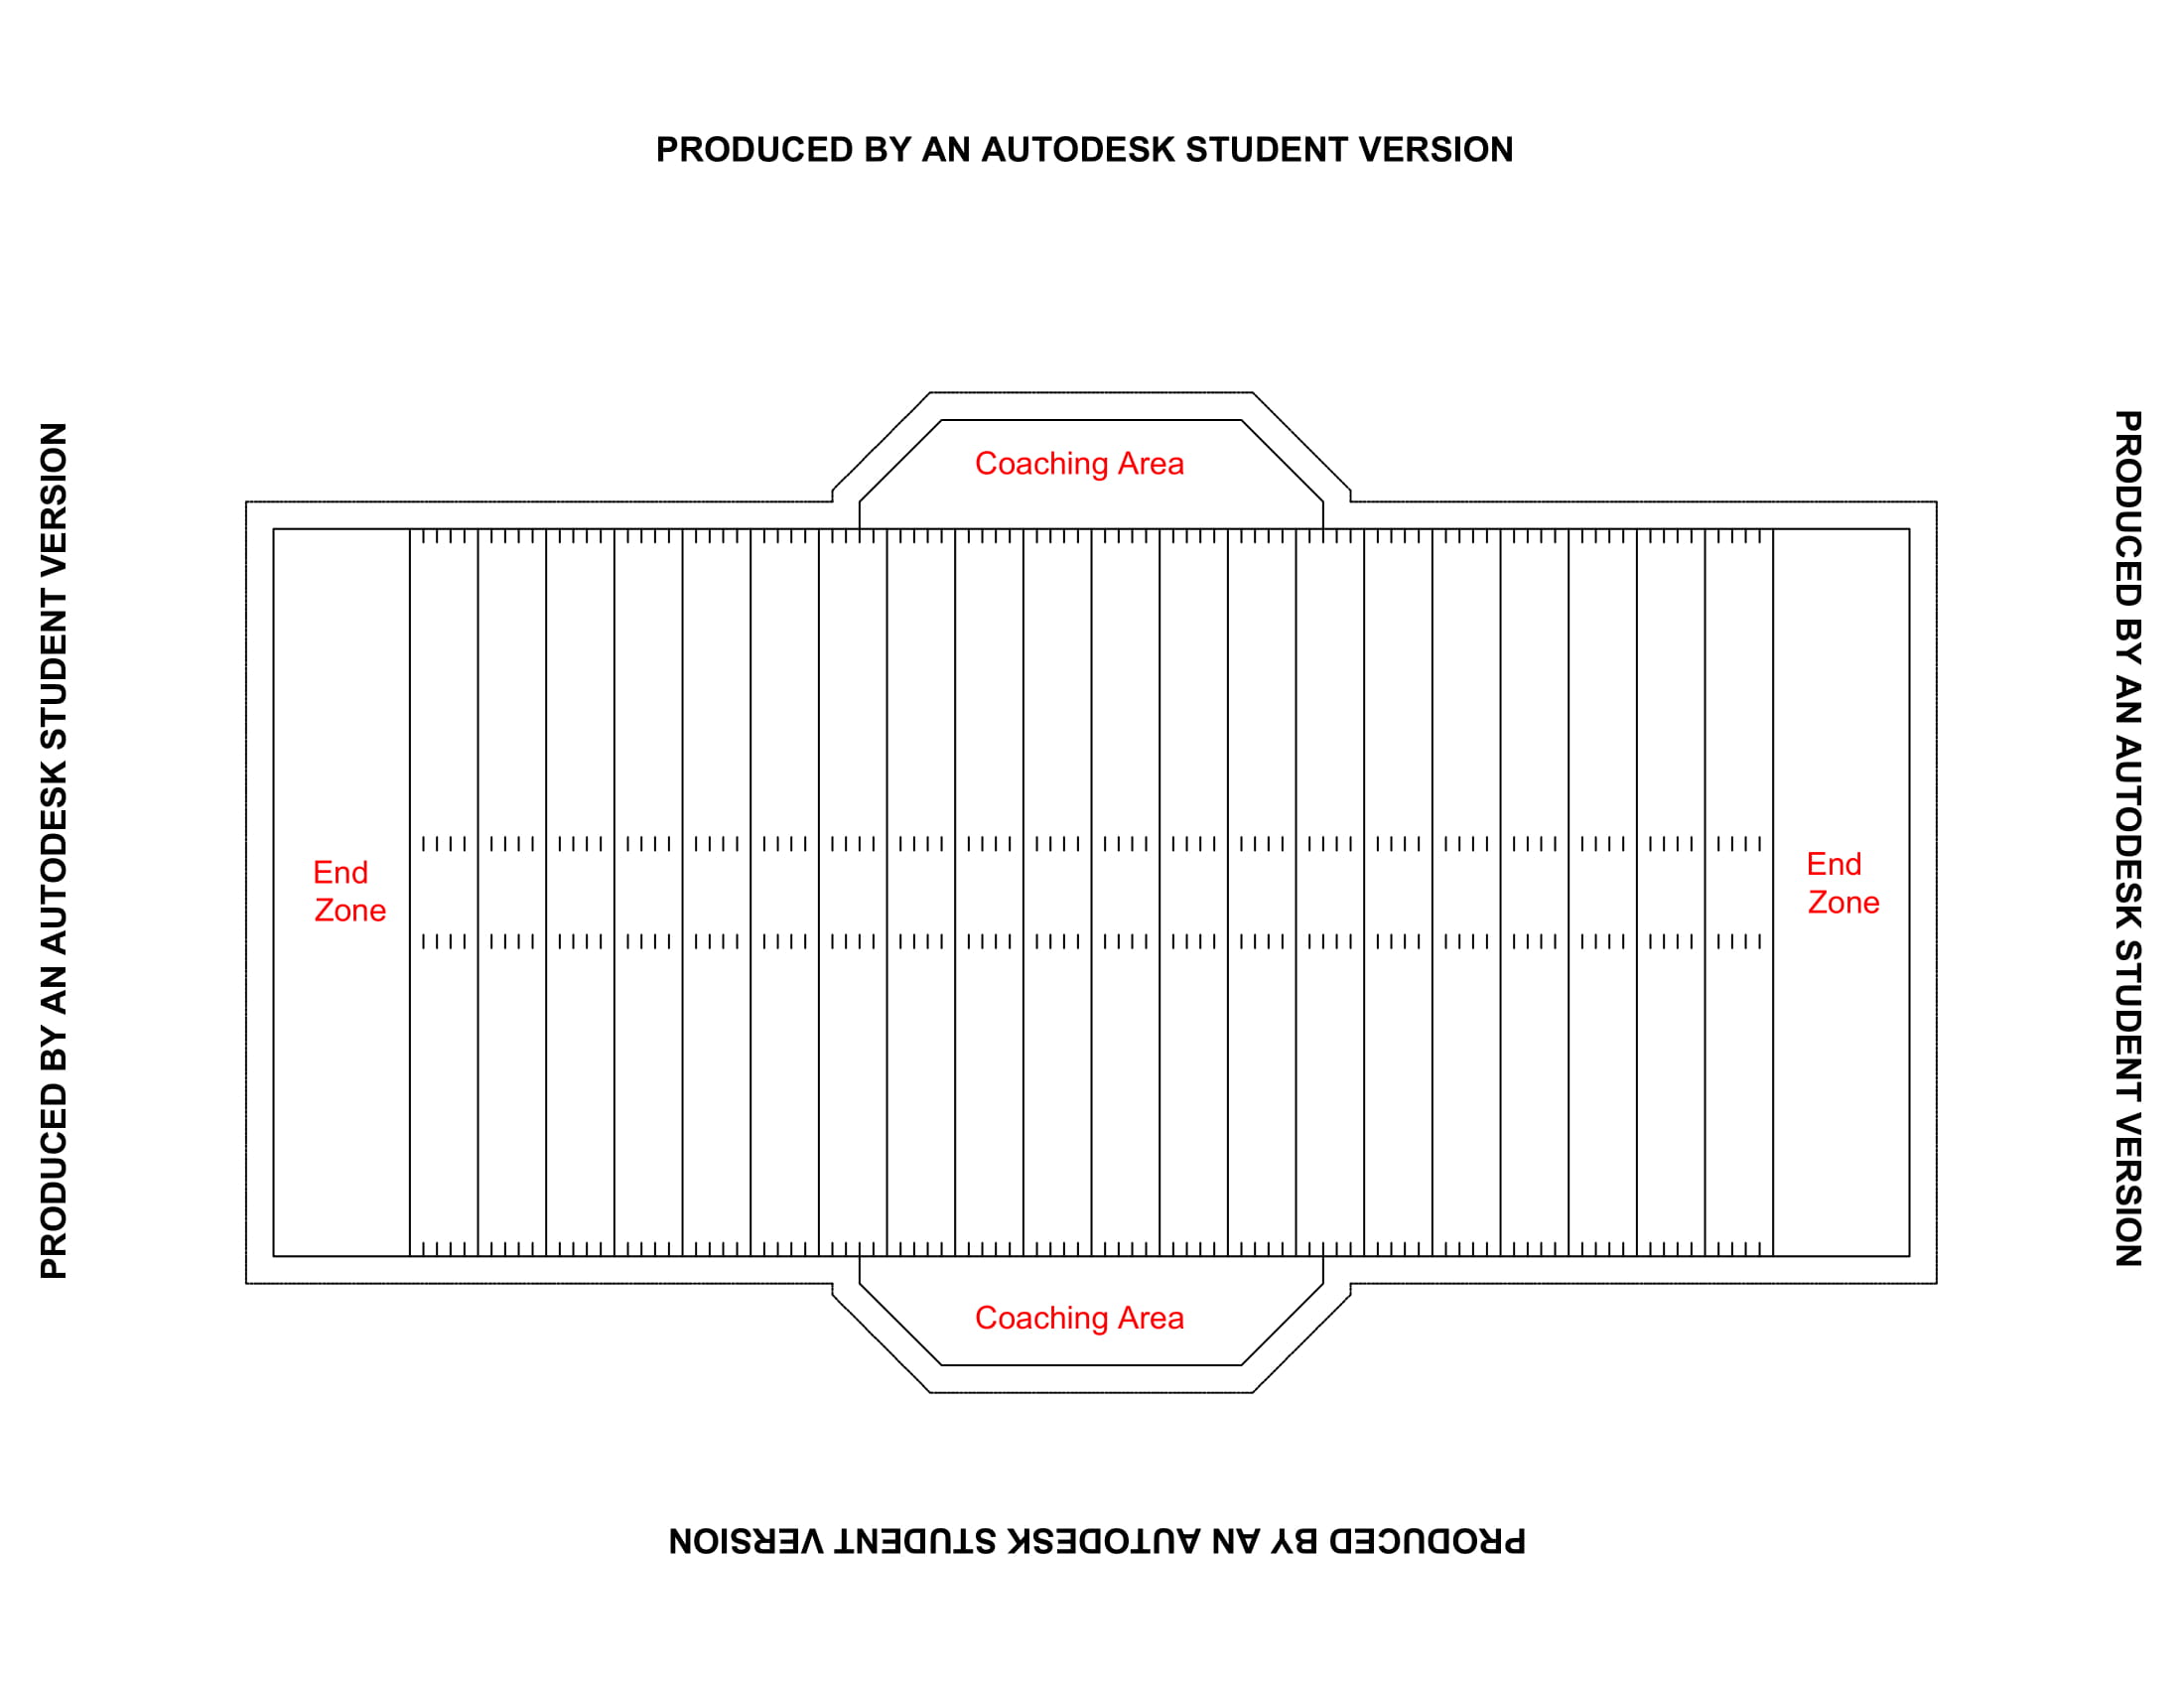 PRODUCED BY AN AUTODESK STUDENT VERSION
PRODUCED BY AN AUTODESK STUDENT VERSION
PRODUCED BY AN AUTODESK STUDENT VERSION
Coaching Area
End
Zone
End
Zone
Coaching Area
PRODUCED BY AN AUTODESK STUDENT VERSION